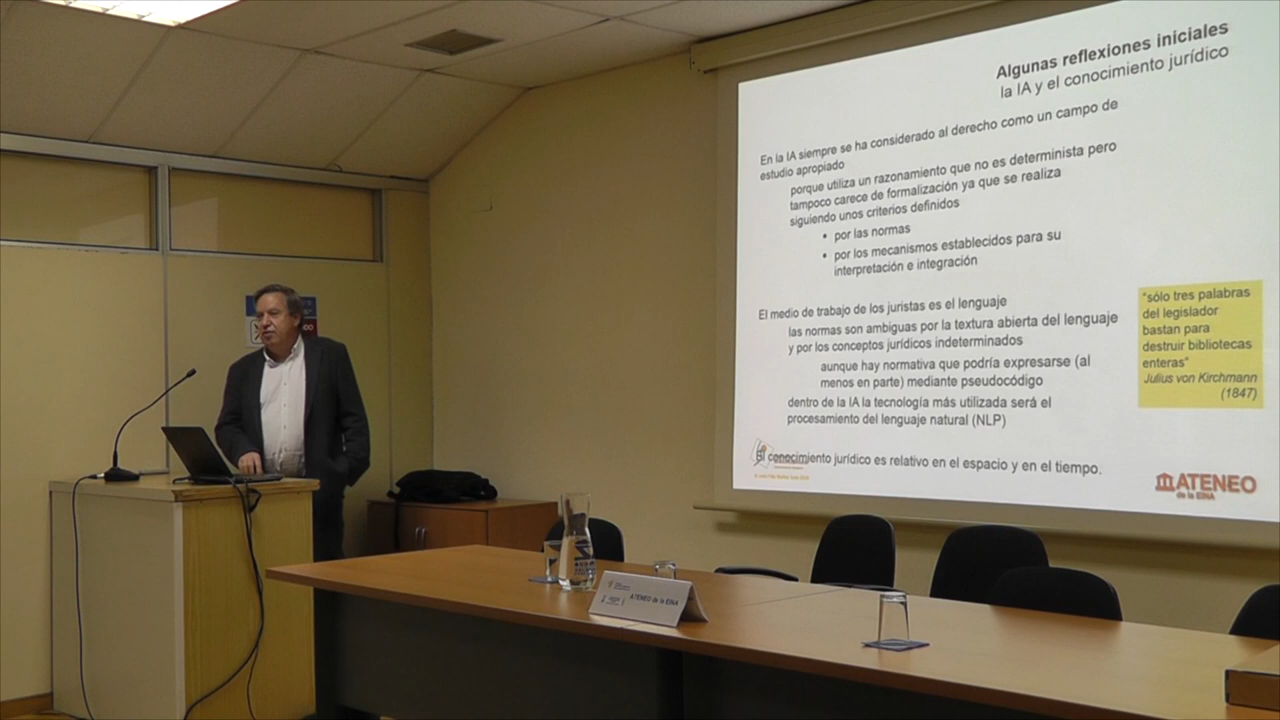 Algunas reflexiones iniciales
la IA y el conocimiento jurídico
En la IA siempre se ha considerado al derecho como un campo de
estudio apropiado
porque utiliza un razonamiento que no es determinista pero
tampoco carece de formalización ya que se realiza
siguiendo unos criterios definidos
• por las normas
• por los mecanismos establecidos para su
interpretación e integración
El medio de trabajo de los juristas es el lenguaje
las normas son ambiguas por la textura abierta del lenguaje
y por los conceptos jurídicos indeterminados
aunque hay normativa que podría expresarse (al
menos en parte) mediante pseudocódigo
dentro de la IA la tecnología más utilizada será el
procesamiento del lenguaje natural (NLP)
El conocimiento jurídico es relativo en el espacio y en el tiempo.
“sólo tres palabras
del legislador
bastan para
destruir bibliotecas
enteras”
Julius von Kirchmann
(1847)
ATENEO
de la EINA
ATENEO de la EINA